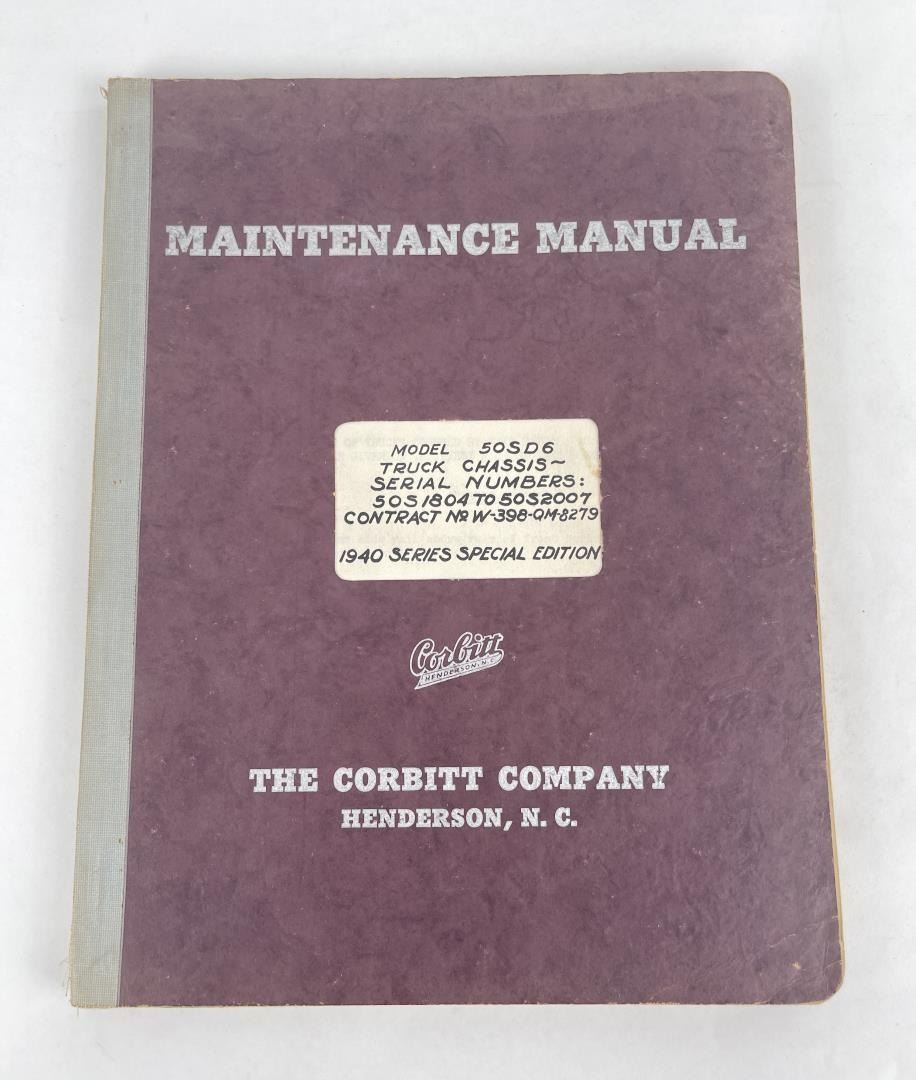 MAINTENANCE MANUAL
MODEL 50SD6
TRUCK CHASSIS~
SERIAL NUMBERS:
50S1804 TO 50S2007
CONTRACT Nº W-398-QM-8279
1940 SERIES SPECIAL EDITION
Corbitt
HENDERSON, N.C.
THE CORBITT COMPANY
HENDERSON, N. C.